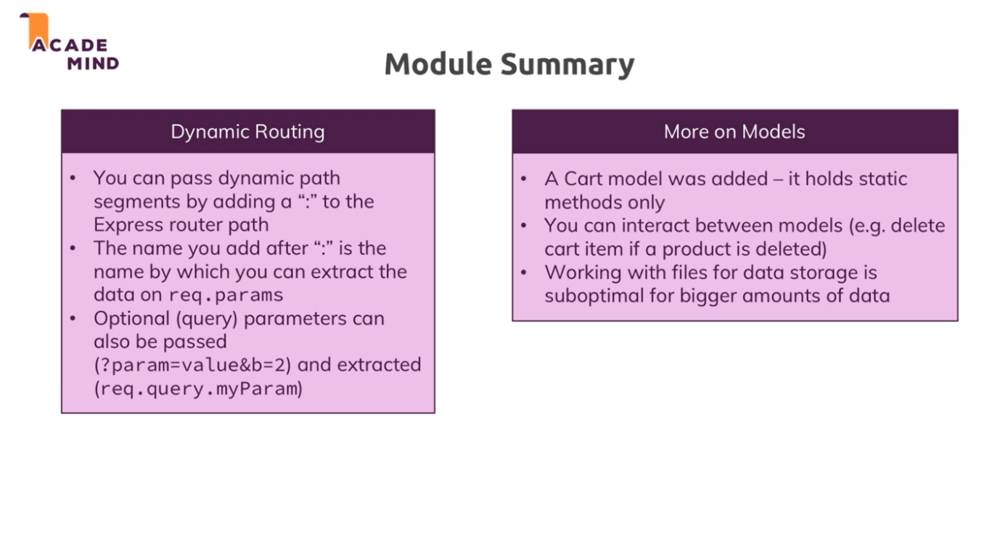 ACADE
MIND
Module Summary
Dynamic Routing
• You can pass dynamic path
segments by adding a “:” to the
Express router path
• The name you add after “:” is the
name by which you can extract the
data on req.params
• Optional (query) parameters can
also be passed
(?param=value&b=2) and extracted
(req.query.myParam)
More on Models
• A Cart model was added – it holds static
methods only
• You can interact between models (e.g. delete
cart item if a product is deleted)
• Working with files for data storage is
suboptimal for bigger amounts of data